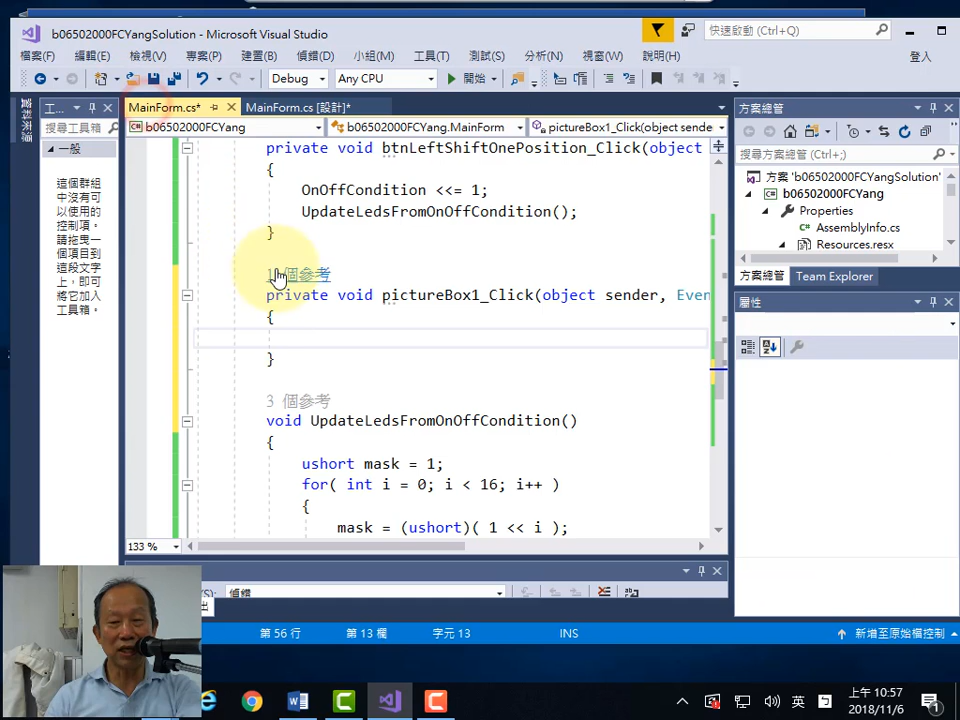 b06502000FCYangSolution - Microsoft Visual Studio
快速啟動 (Ctrl+Q)
檔案(F) 編輯(E) 檢視(V) 專案(P) 建置(B) 偵錯(D) 小組(M) 工具(T) 測試(S) 分析(N) 視窗(W) 說明(H) 登入
Debug Any CPU 開始
工... MainForm.cs* MainForm.cs [設計]* 方案總管
搜尋工具箱 b06502000FCYang b06502000FCYang.MainForm pictureBox1_Click(object sende
一般
這個群組
中沒有可
以使用的
控制項。
請拖曳一
個項目到
這段文字
上，即可
將它加入
工具箱。
private void btnLeftShiftOnePosition_Click(object
{
OnOffCondition <<= 1;
UpdateLedsFromOnOffCondition();
}
個參考
private void pictureBox1_Click(object sender, Even
{
}
3 個參考
void UpdateLedsFromOnOffCondition()
{
ushort mask = 1;
for( int i = 0; i < 16; i++ )
{
mask = (ushort)( 1 << i );
133 %
搜尋方案總管 (Ctrl+;)
方案 'b06502000FCYangSolution'
b06502000FCYang
Properties
AssemblyInfo.cs
Resources.resx
方案總管 Team Explorer
屬性
(S): 偵錯
出
第 56 行 第 13 欄 字元 13 INS 新增至原始檔控制
英 上午 10:57
2018/11/6
1